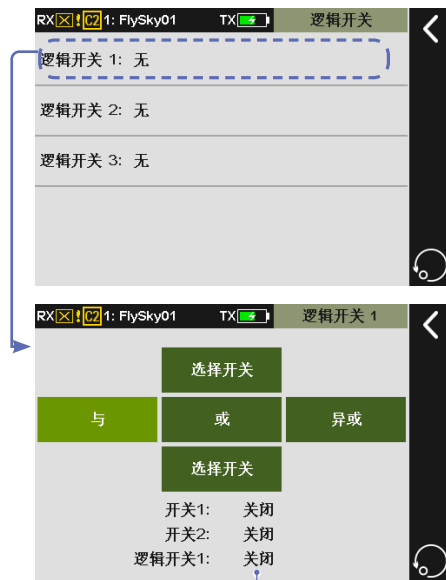 RX C2 1: FlySky01 TX 逻辑开关
逻辑开关 1: 无
逻辑开关 2: 无
逻辑开关 3: 无
RX C2 1: FlySky01 TX 逻辑开关 1
选择开关
与 或 异或
选择开关
开关1: 关闭
开关2: 关闭
逻辑开关1: 关闭